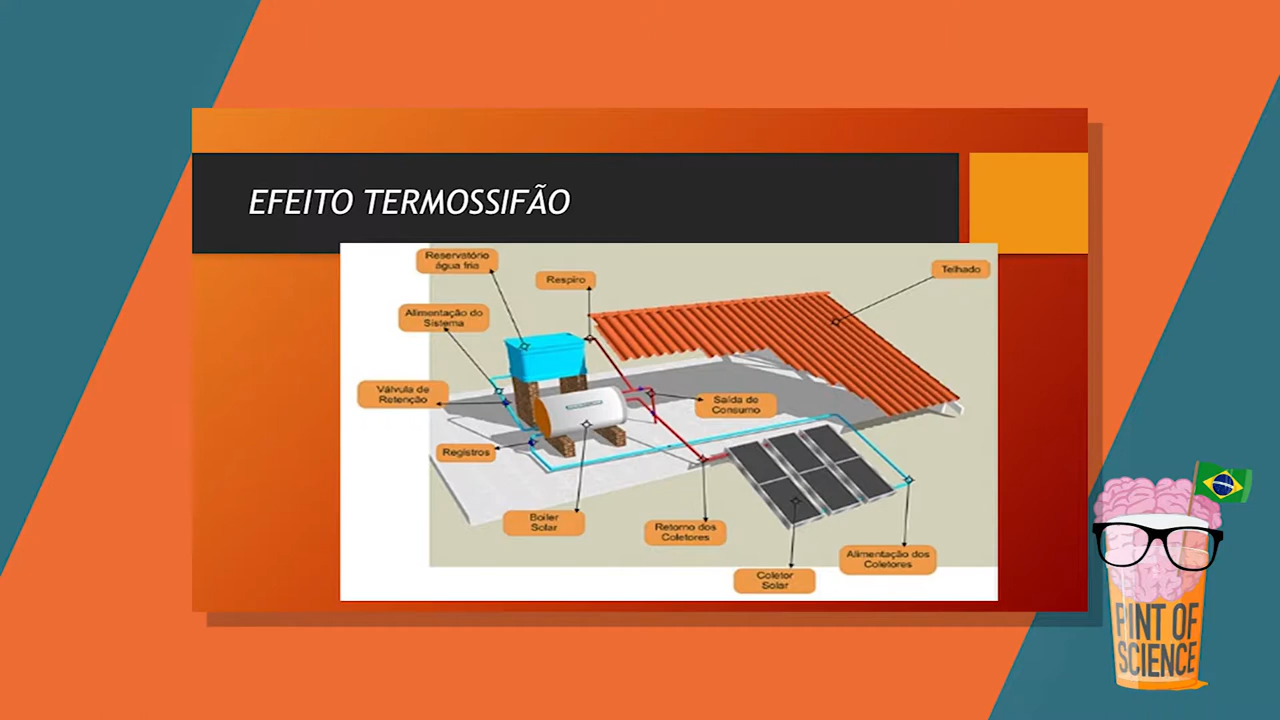 EFEITO TERMOSSIFÃO
Reservatório
água fria
Respiro
Telhado
Alimentação do
Sistema
Válvula de
Retenção
Saída de
Consumo
Registros
Boiler
Solar
Retorno dos
Coletores
Alimentação dos
Coletores
Coletor
Solar
PINT OF
SCIENCE